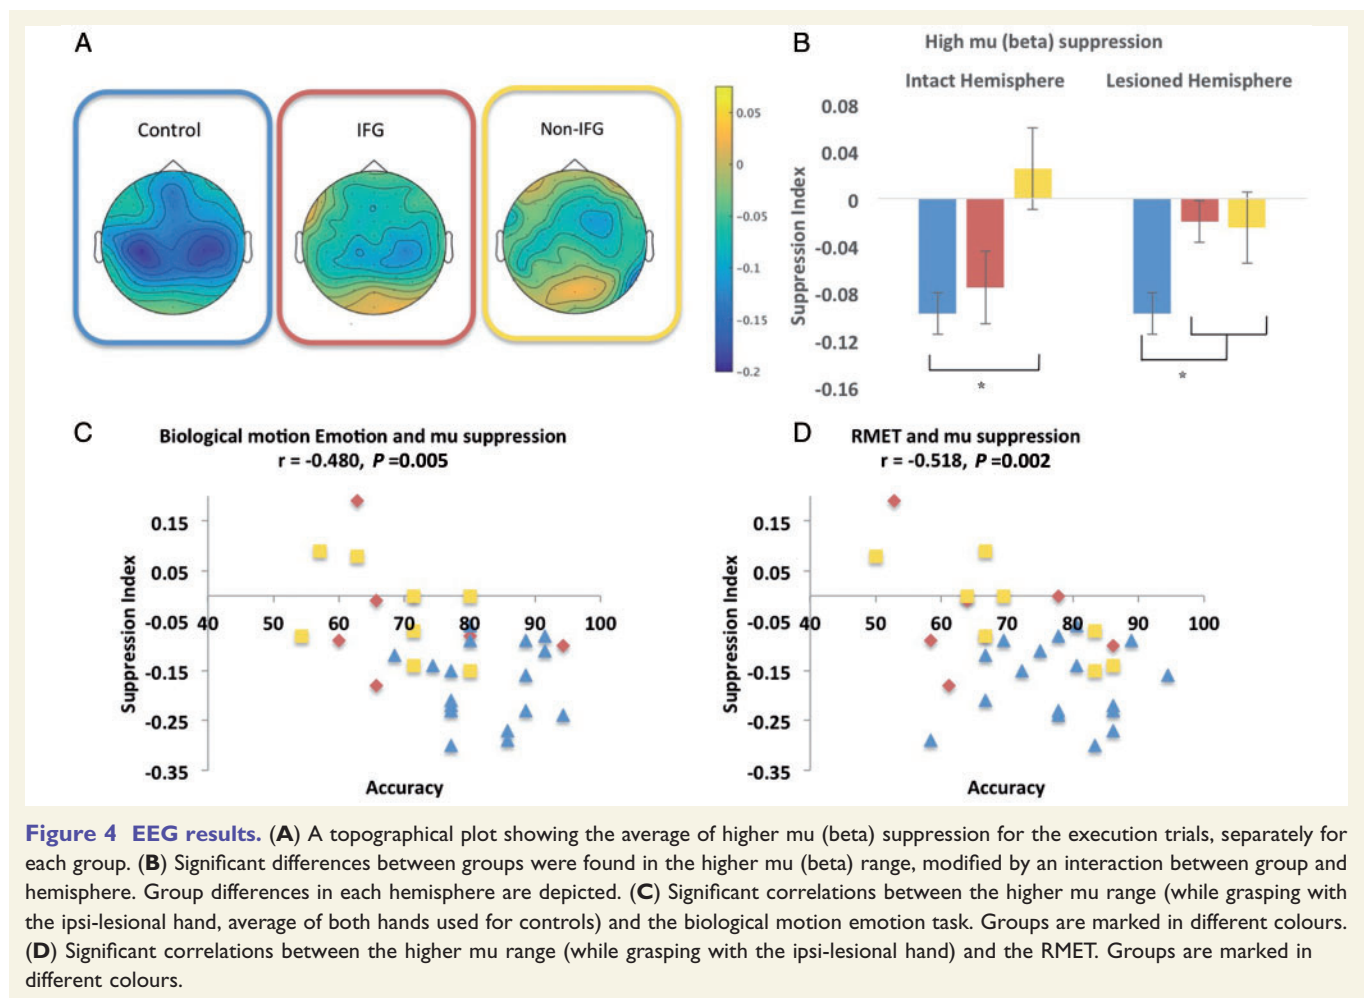 A
Control
IFG
Non-IFG
0.05
0
-0.05
-0.1
-0.15
-0.2
B
High mu (beta) suppression
Intact Hemisphere Lesioned Hemisphere
Suppression Index
0.08
0.04
0
-0.04
-0.08
-0.12
-0.16
*
*
C
Biological motion Emotion and mu suppression
r = -0.480, P =0.005
Suppression Index
0.15
0.05
-0.05
-0.15
-0.25
-0.35
40 50 60 70 80 90 100
Accuracy
D
RMET and mu suppression
r = -0.518, P =0.002
Suppression Index
0.15
0.05
-0.05
-0.15
-0.25
-0.35
40 50 60 70 80 90 100
Accuracy
Figure 4 EEG results. (A) A topographical plot showing the average of higher mu (beta) suppression for the execution trials, separately for
each group. (B) Significant differences between groups were found in the higher mu (beta) range, modified by an interaction between group and
hemisphere. Group differences in each hemisphere are depicted. (C) Significant correlations between the higher mu range (while grasping with
the ipsi-lesional hand, average of both hands used for controls) and the biological motion emotion task. Groups are marked in different colours.
(D) Significant correlations between the higher mu range (while grasping with the ipsi-lesional hand) and the RMET. Groups are marked in
different colours.